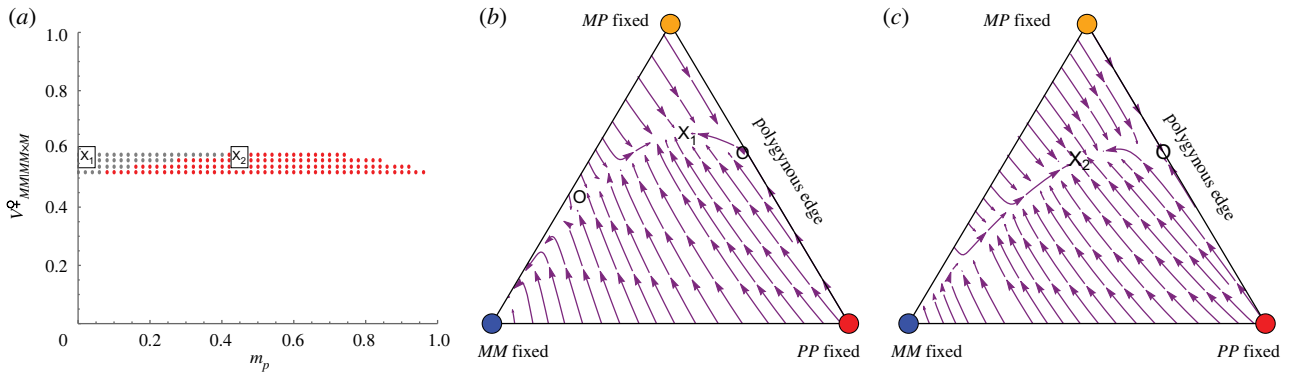 (a)
1.0
0.8
0.6
0.4
0.2
0
0.2
0.4
0.6
0.8
1.0
V♀MM|MM×M
m_p
X1
X2
(b)
MP fixed
X1
O
O
polygynous edge
MM fixed
PP fixed
(c)
MP fixed
X2
O
polygynous edge
MM fixed
PP fixed